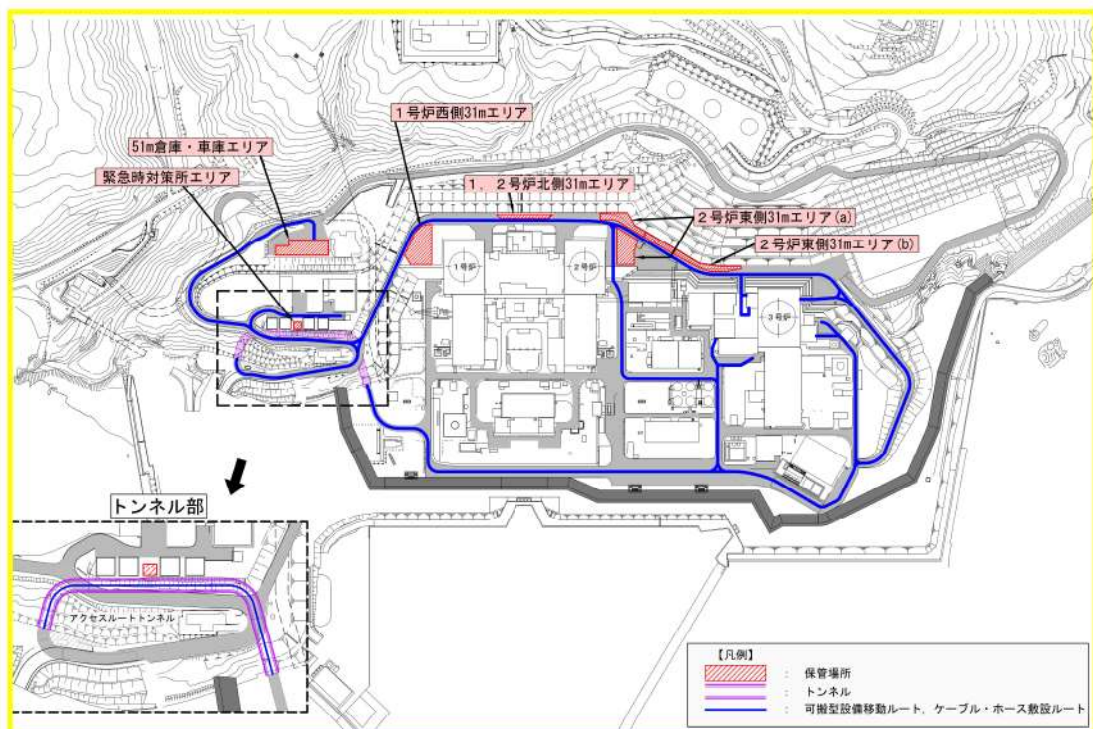 1号炉西側31mエリア
51m倉庫・車庫エリア
緊急時対策所エリア
1,2号炉北側31mエリア
2号炉東側31mエリア(a)
2号炉東側31mエリア(b)
1号炉
2号炉
3号炉
トンネル部
アクセスルートトンネル
【凡例】
: 保管場所
: トンネル
: 可搬型設備移動ルート,ケーブル・ホース敷設ルート